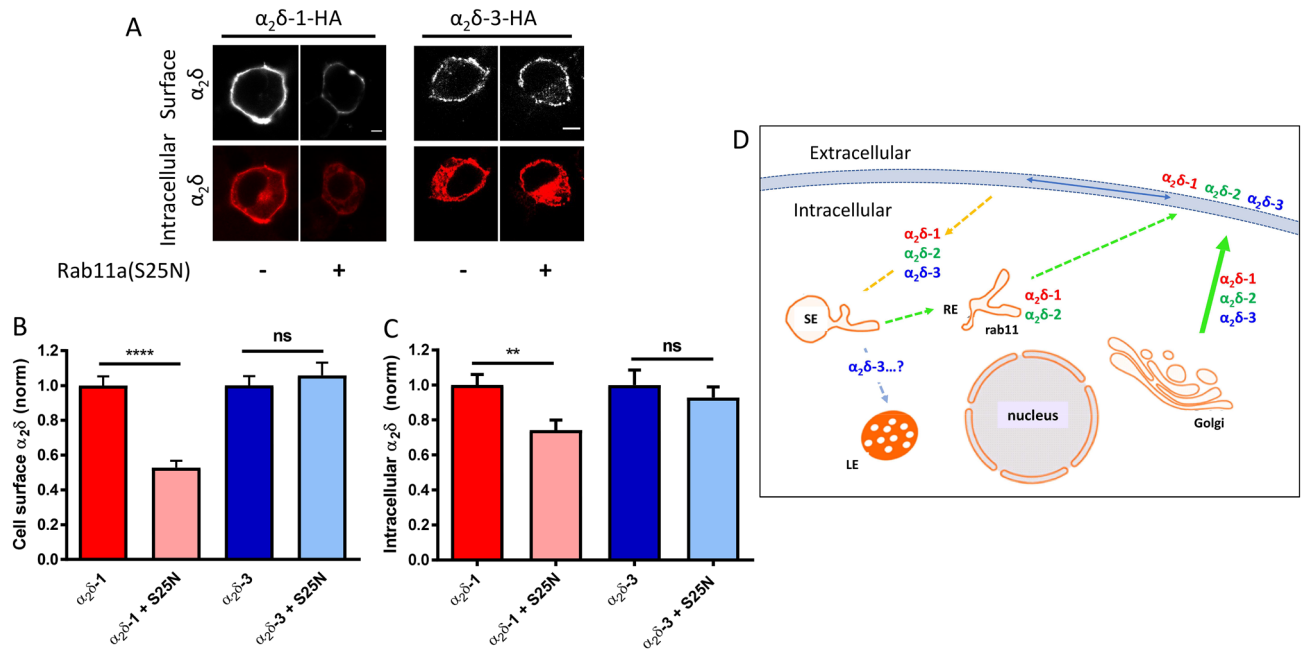 A
α₂δ-1-HA
α₂δ-3-HA
Surface
α₂δ
Intracellular
α₂δ
Rab11a(S25N)
- + - +
B
Cell surface α₂δ (norm)
1.2
1.0
0.8
0.6
0.4
0.2
0.0
****
ns
α₂δ-1
α₂δ-1 + S25N
α₂δ-3
α₂δ-3 + S25N
C
Intracellular α₂δ (norm)
1.2
1.0
0.8
0.6
0.4
0.2
0.0
**
ns
α₂δ-1
α₂δ-1 + S25N
α₂δ-3
α₂δ-3 + S25N
D
Extracellular
Intracellular
α₂δ-1
α₂δ-2
α₂δ-3
α₂δ-1
α₂δ-2
α₂δ-3
SE
RE
rab11
α₂δ-1
α₂δ-2
α₂δ-1
α₂δ-2
α₂δ-3
α₂δ-3...?
LE
nucleus
Golgi